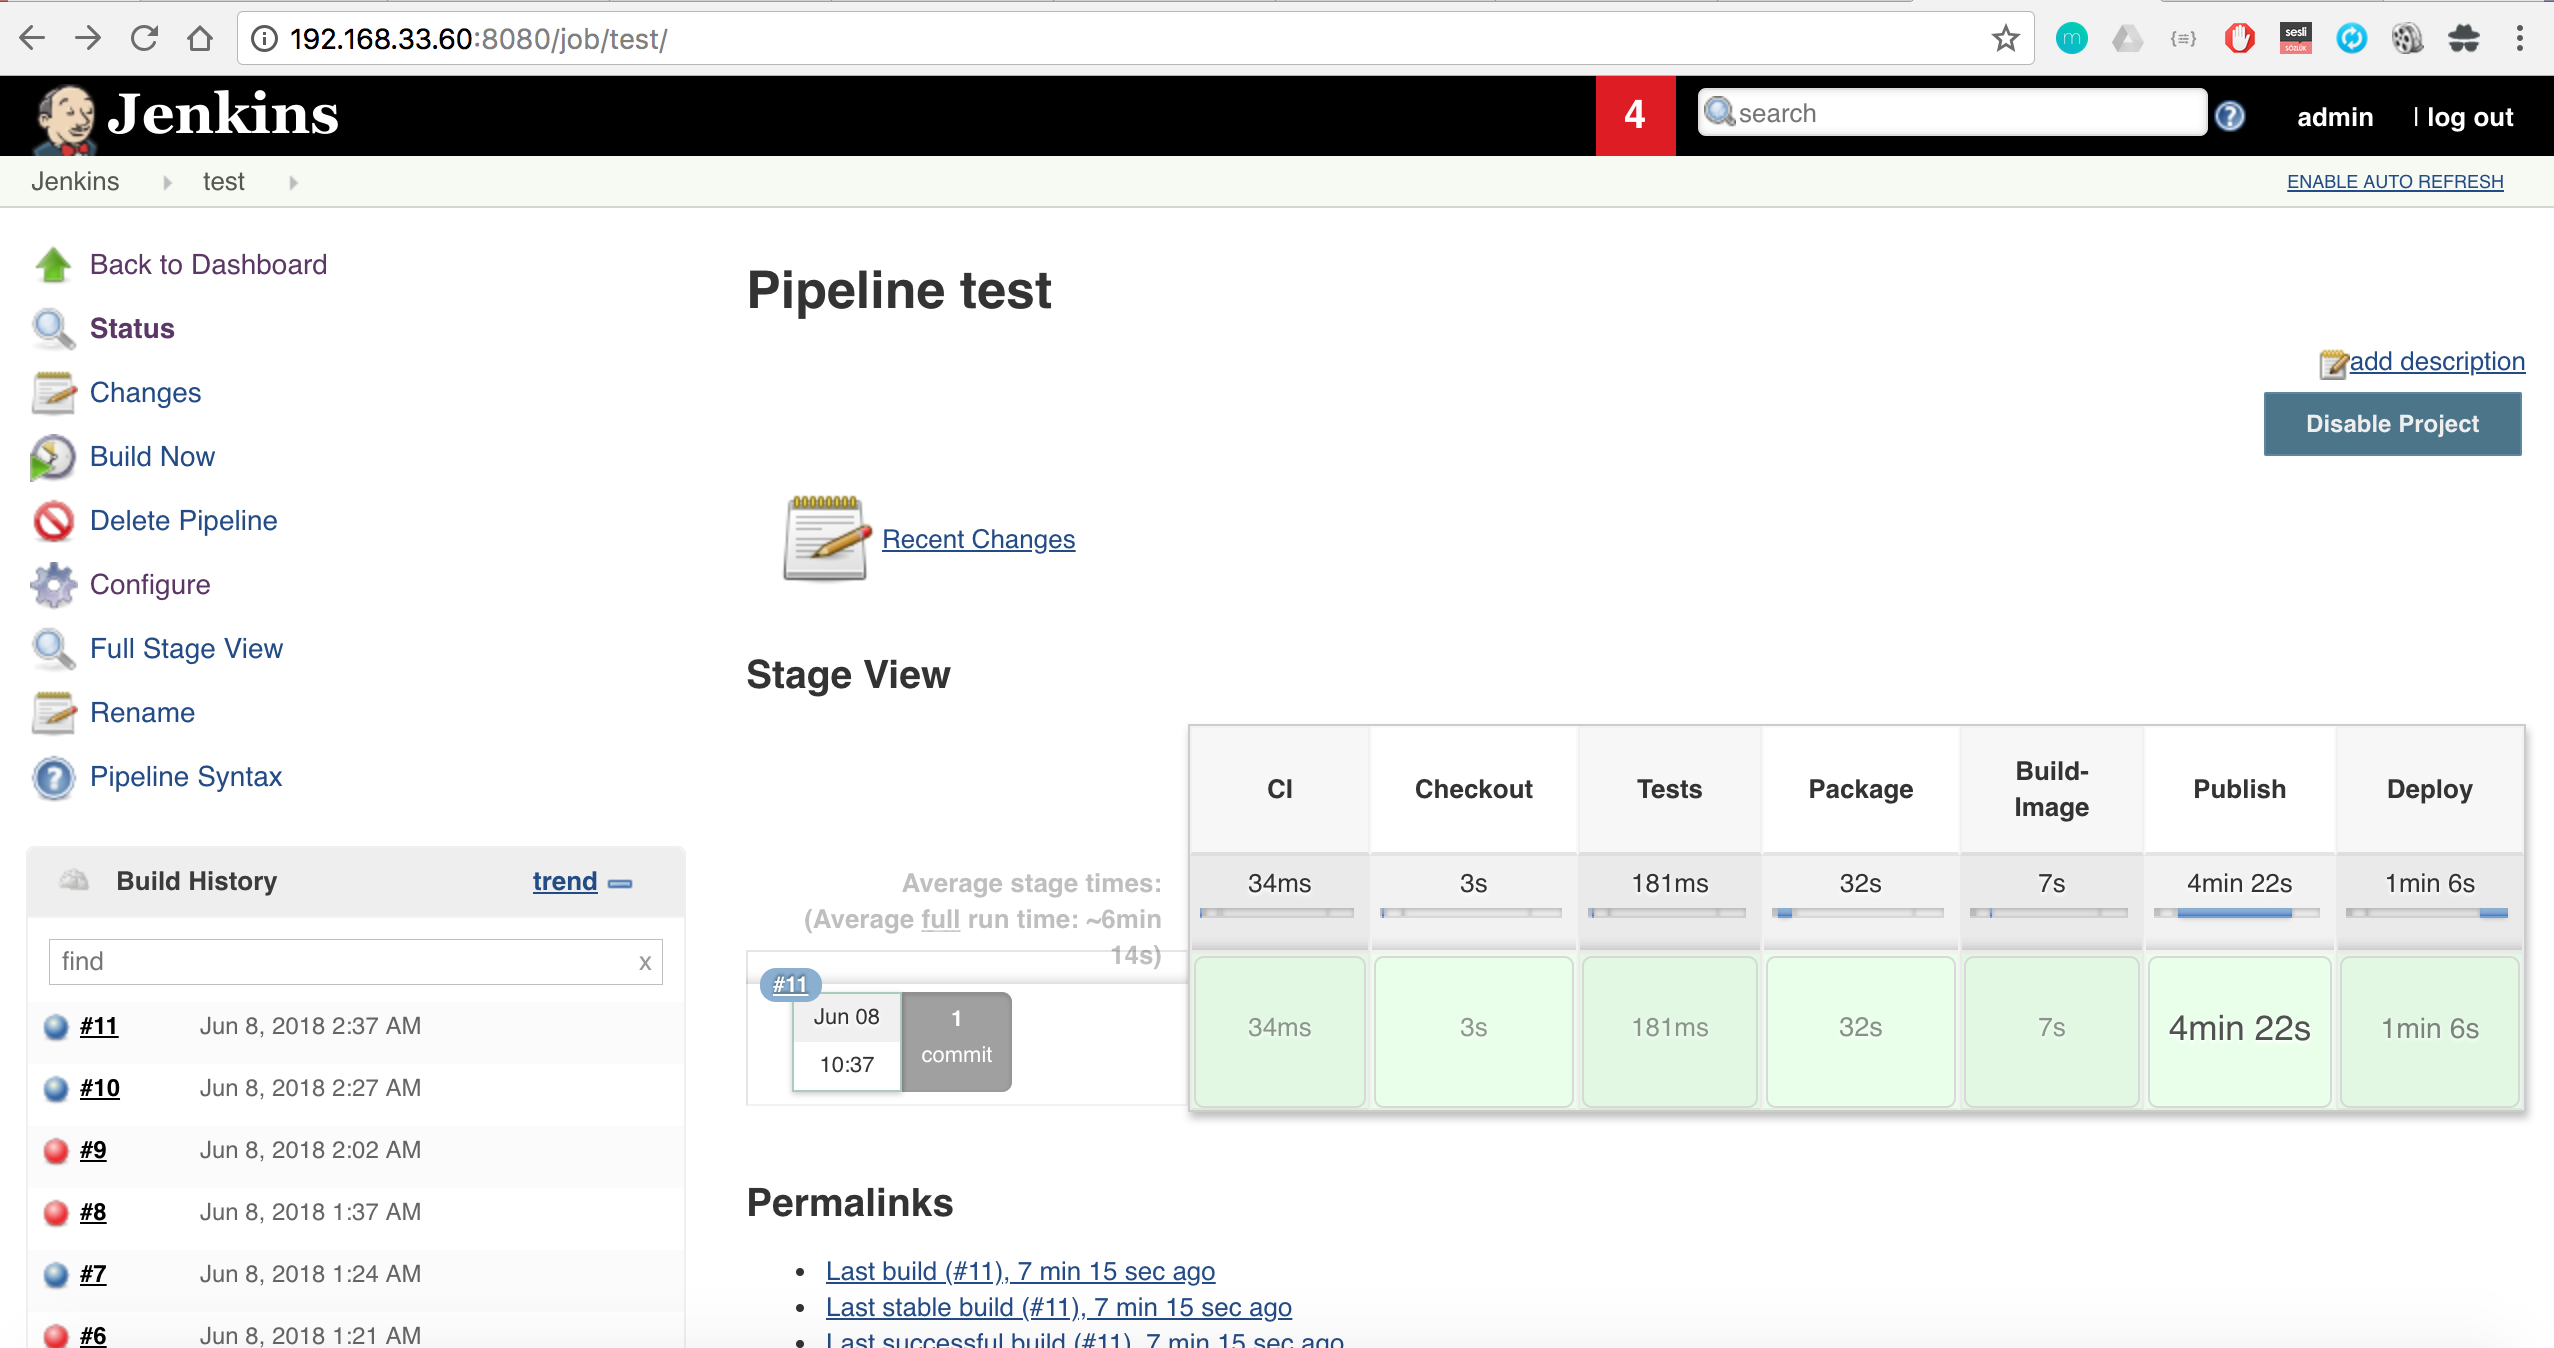 192.168.33.60:8080/job/test/
m
sesli
SÖZLÜK
Jenkins
4
search
admin
| log out
Jenkins
test
ENABLE AUTO REFRESH
Back to Dashboard
Status
Changes
Build Now
Delete Pipeline
Configure
Full Stage View
Rename
Pipeline Syntax
Build History
trend
find
x
#11 Jun 8, 2018 2:37 AM
#10 Jun 8, 2018 2:27 AM
#9 Jun 8, 2018 2:02 AM
#8 Jun 8, 2018 1:37 AM
#7 Jun 8, 2018 1:24 AM
#6 Jun 8, 2018 1:21 AM
Pipeline test
add description
Disable Project
Recent Changes
Stage View
CI Checkout Tests Package Build-
Image Publish Deploy
Average stage times:
(Average full run time: ~6min
14s)
34ms 3s 181ms 32s 7s 4min 22s 1min 6s
#11
Jun 08
10:37
1
commit
34ms 3s 181ms 32s 7s 4min 22s 1min 6s
Permalinks
Last build (#11), 7 min 15 sec ago
Last stable build (#11), 7 min 15 sec ago
Last successful build (#11), 7 min 15 sec ago